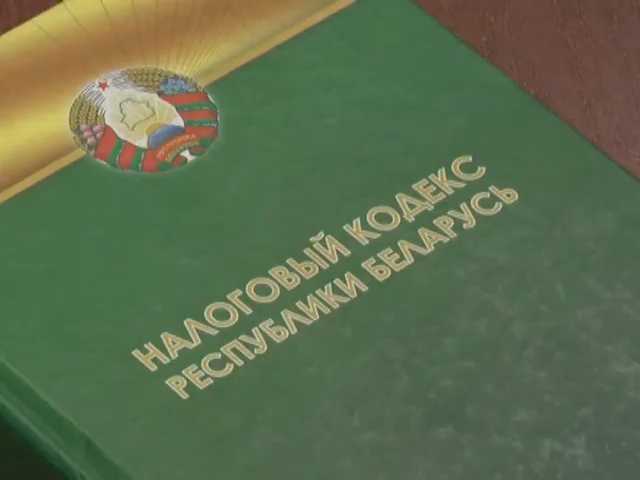 НАЛОГОВЫЙ КОДЕКС
РЕСПУБЛИКИ БЕЛАРУСЬ